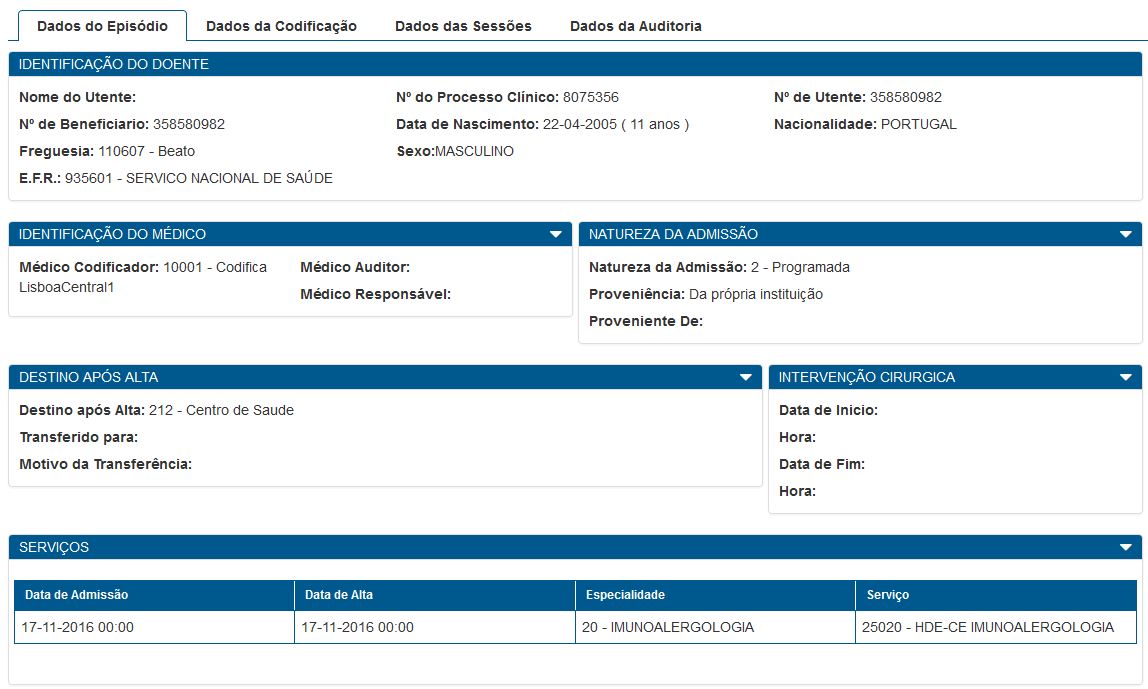 Dados do Episódio Dados da Codificação Dados das Sessões Dados da Auditoria
IDENTIFICAÇÃO DO DOENTE
Nome do Utente: Nº do Processo Clínico: 8075356 Nº de Utente: 358580982
Nº de Beneficiario: 358580982 Data de Nascimento: 22-04-2005 ( 11 anos ) Nacionalidade: PORTUGAL
Freguesia: 110607 - Beato Sexo:MASCULINO
E.F.R.: 935601 - SERVICO NACIONAL DE SAÚDE
IDENTIFICAÇÃO DO MÉDICO
Médico Codificador: 10001 - Codifica
LisboaCentral1
Médico Auditor:
Médico Responsável:
NATUREZA DA ADMISSÃO
Natureza da Admissão: 2 - Programada
Proveniência: Da própria instituição
Proveniente De:
DESTINO APÓS ALTA
Destino após Alta: 212 - Centro de Saude
Transferido para:
Motivo da Transferência:
INTERVENÇÃO CIRURGICA
Data de Inicio:
Hora:
Data de Fim:
Hora:
SERVIÇOS
Data de Admissão Data de Alta Especialidade Serviço
17-11-2016 00:00 17-11-2016 00:00 20 - IMUNOALERGOLOGIA 25020 - HDE-CE IMUNOALERGOLOGIA